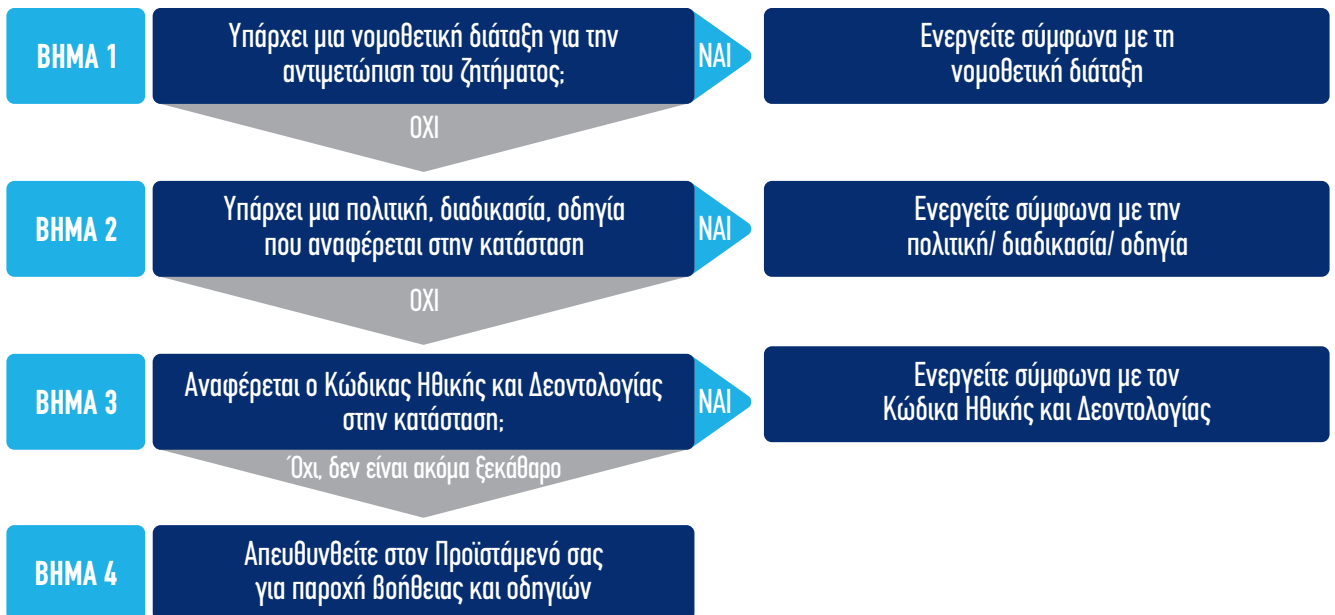 ΒΗΜΑ 1
Υπάρχει μια νομοθετική διάταξη για την
αντιμετώπιση του ζητήματος;
ΝΑΙ
Ενεργείτε σύμφωνα με τη
νομοθετική διάταξη
ΟΧΙ
ΒΗΜΑ 2
Υπάρχει μια πολιτική, διαδικασία, οδηγία
που αναφέρεται στην κατάσταση
ΝΑΙ
Ενεργείτε σύμφωνα με την
πολιτική/ διαδικασία/ οδηγία
ΟΧΙ
ΒΗΜΑ 3
Αναφέρεται ο Κώδικας Ηθικής και Δεοντολογίας
στην κατάσταση;
ΝΑΙ
Ενεργείτε σύμφωνα με τον
Κώδικα Ηθικής και Δεοντολογίας
Όχι, δεν είναι ακόμα ξεκάθαρο
ΒΗΜΑ 4
Απευθυνθείτε στον Προϊστάμενό σας
για παροχή βοήθειας και οδηγιών